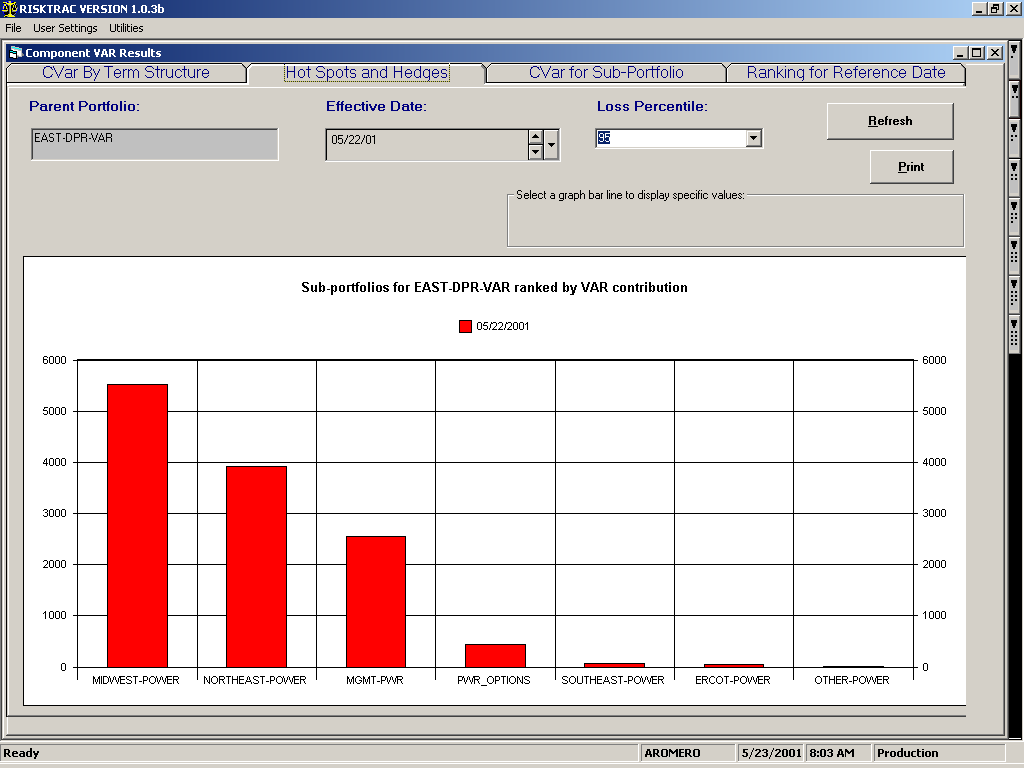 RISKTRAC VERSION 1.0.3b
File User Settings Utilities
Component VAR Results
CVar By Term Structure Hot Spots and Hedges CVar for Sub-Portfolio Ranking for Reference Date
Parent Portfolio: Effective Date: Loss Percentile:
EAST-DPR-VAR 05/22/01 95 Refresh
Print
Select a graph bar line to display specific values:
Sub-portfolios for EAST-DPR-VAR ranked by VAR contribution
05/22/2001
6000 6000
5000 5000
4000 4000
3000 3000
2000 2000
1000 1000
0 0
MIDWEST-POWER NORTHEAST-POWER MGMT-PWR PWR_OPTIONS SOUTHEAST-POWER ERCOT-POWER OTHER-POWER
Ready AROMERO 5/23/2001 8:03 AM Production